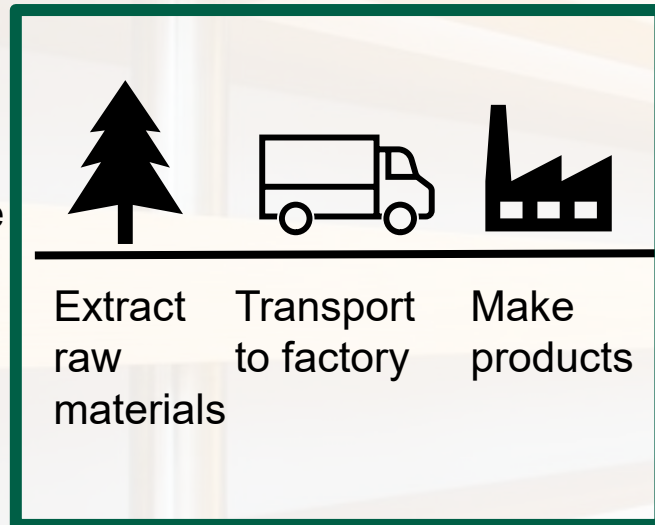 Extract
raw
materials
Transport
to factory
Make
products